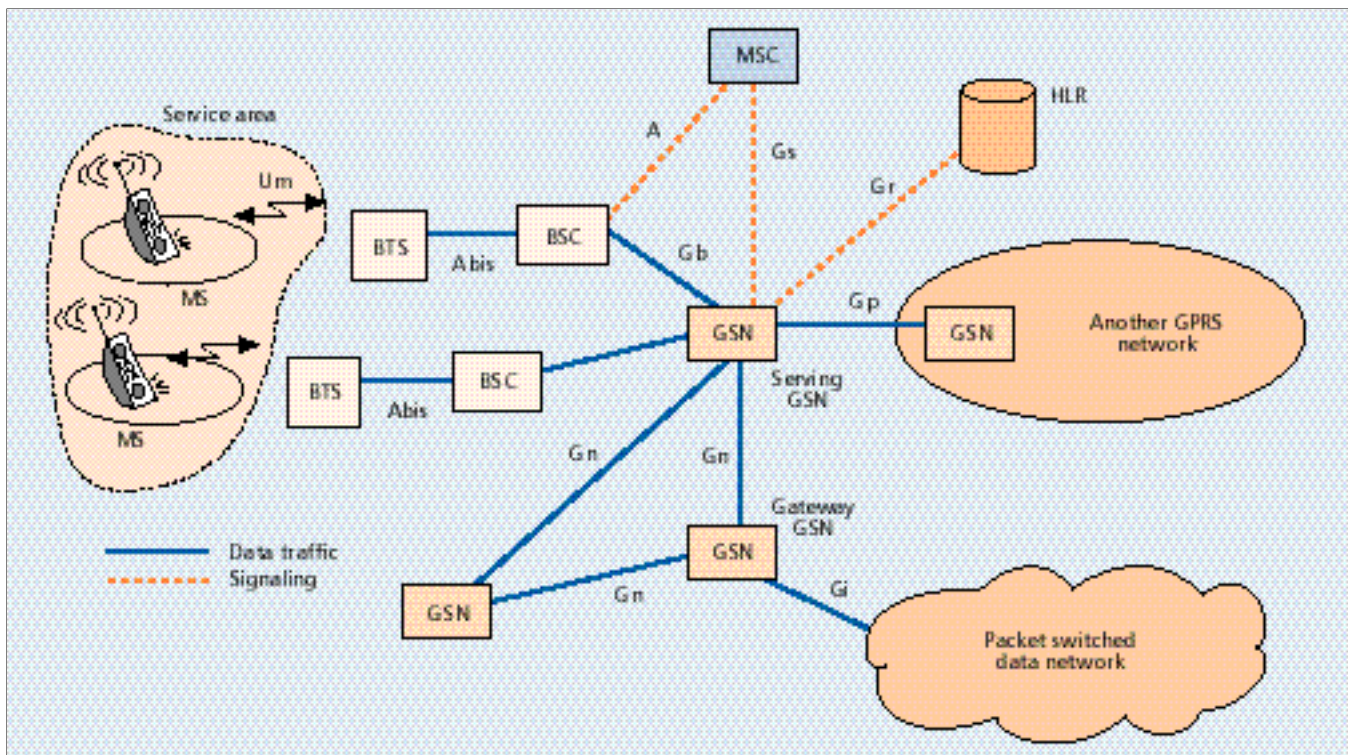 MSC
HLR
Service area
A
Gs
Um
Gr
BTS
BSC
Abis
Gb
MS
Gp
GSN
GSN
Another GPRS
network
BTS
BSC
Serving
GSN
Abis
MS
Gn
Gn
Gateway
GSN
Data traffic
GSN
Signaling
Gn
Gi
GSN
Packet switched
data network